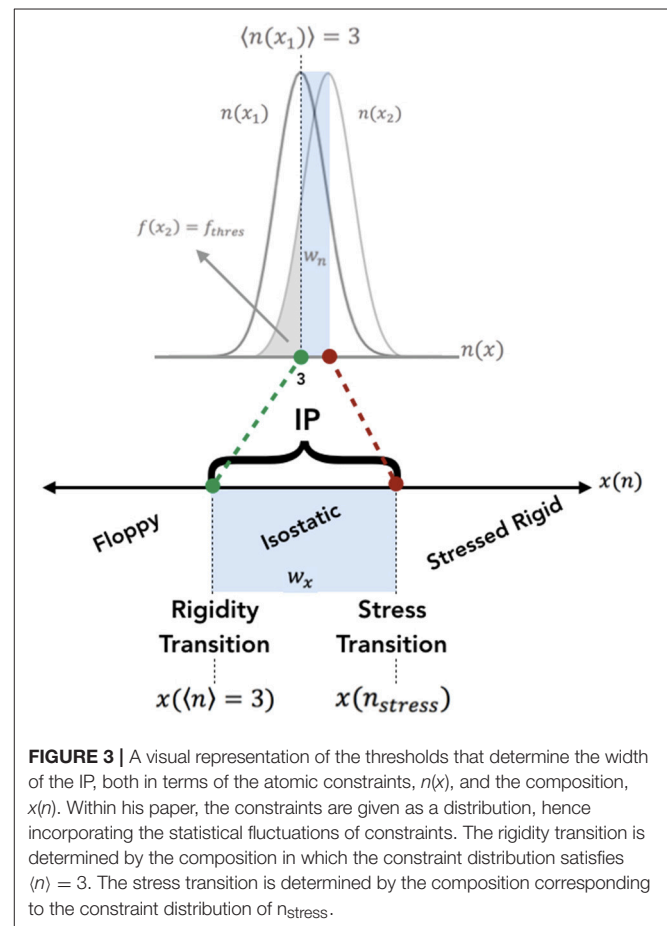 ⟨n(x₁)⟩ = 3
n(x₁)
n(x₂)
f(x₂) = f_thres
w_n
n(x)
3
IP
x(n)
Floppy
Isostatic
Stressed Rigid
w_x
Rigidity
Transition
Stress
Transition
x(⟨n⟩ = 3)
x(n_stress)
FIGURE 3 | A visual representation of the thresholds that determine the width
of the IP, both in terms of the atomic constraints, n(x), and the composition,
x(n). Within his paper, the constraints are given as a distribution, hence
incorporating the statistical fluctuations of constraints. The rigidity transition is
determined by the composition in which the constraint distribution satisfies
⟨n⟩ = 3. The stress transition is determined by the composition corresponding
to the constraint distribution of n_stress.